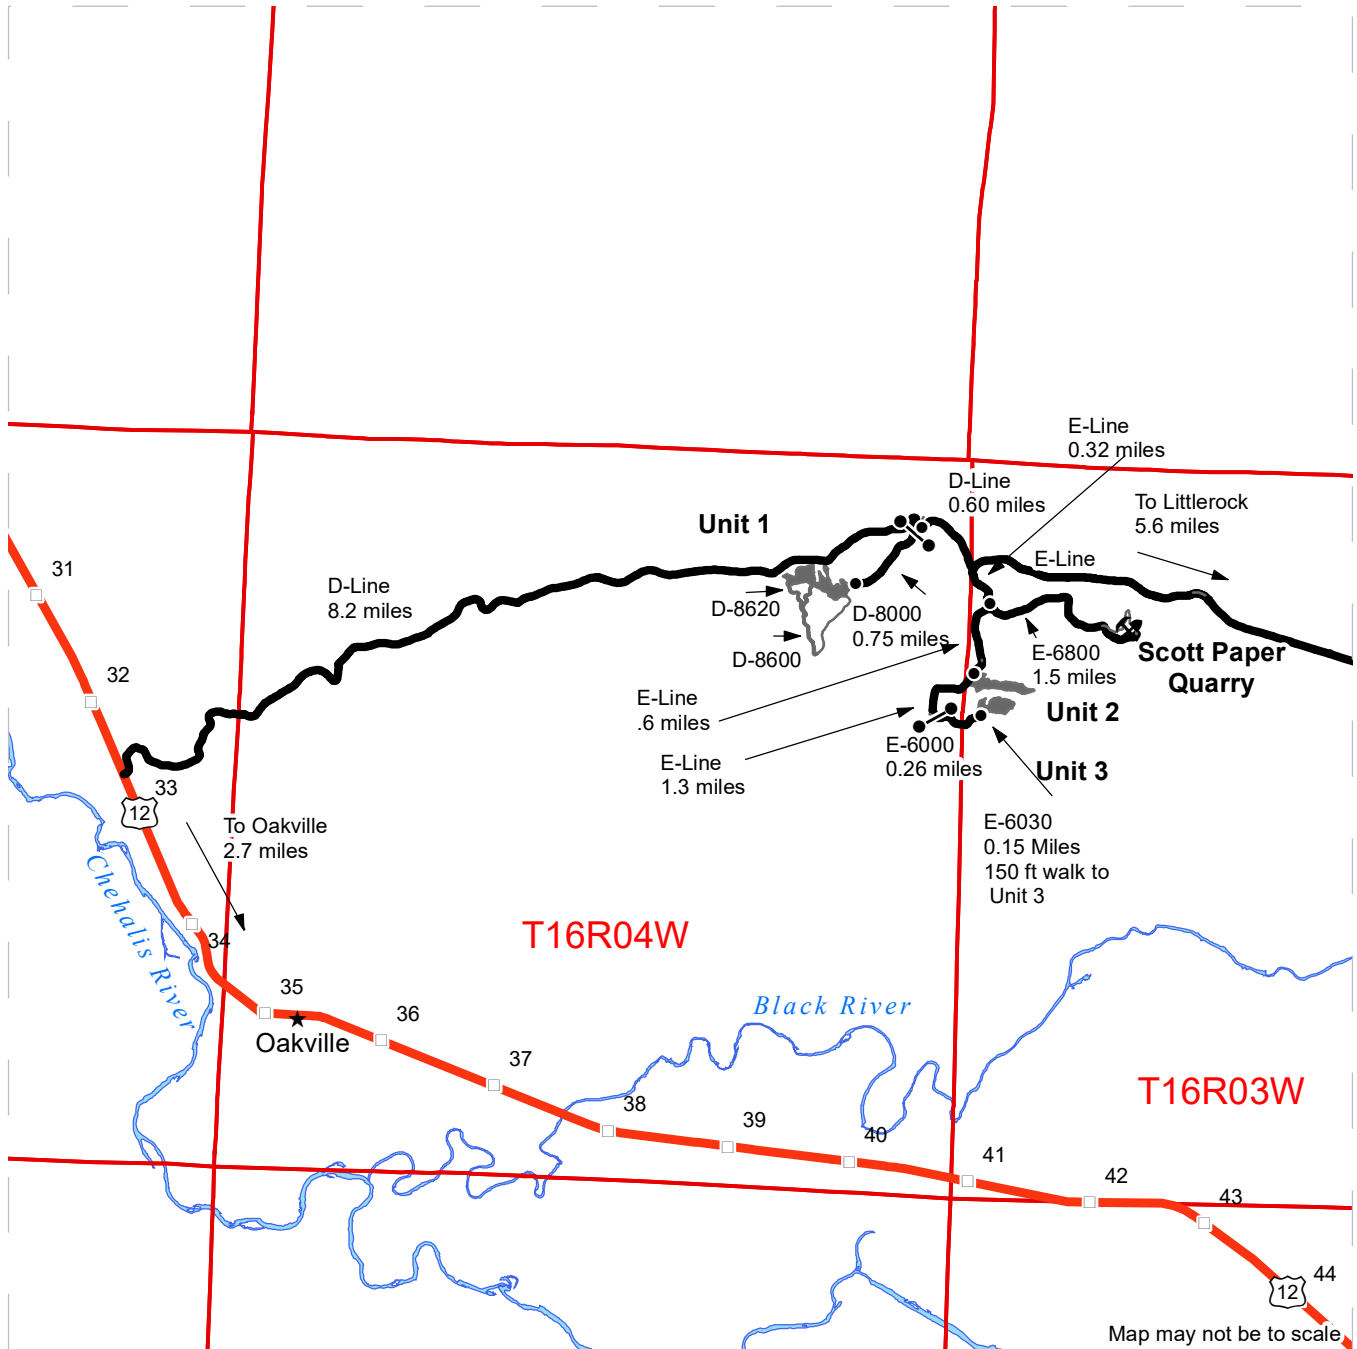 E-Line
0.32 miles
D-Line
0.60 miles
To Littlerock
5.6 miles
Unit 1
E-Line
31
D-Line
8.2 miles
D-8620
D-8000
0.75 miles
D-8600
E-6800
1.5 miles
Scott Paper
Quarry
32
E-Line
.6 miles
Unit 2
E-6000
0.26 miles
E-Line
1.3 miles
Unit 3
33
12
To Oakville
2.7 miles
E-6030
0.15 Miles
150 ft walk to
Unit 3
Chehalis River
T16R04W
34
35
Oakville
36
Black River
37
T16R03W
38
39
40
41
42
43
44
12
Map may not be to scale